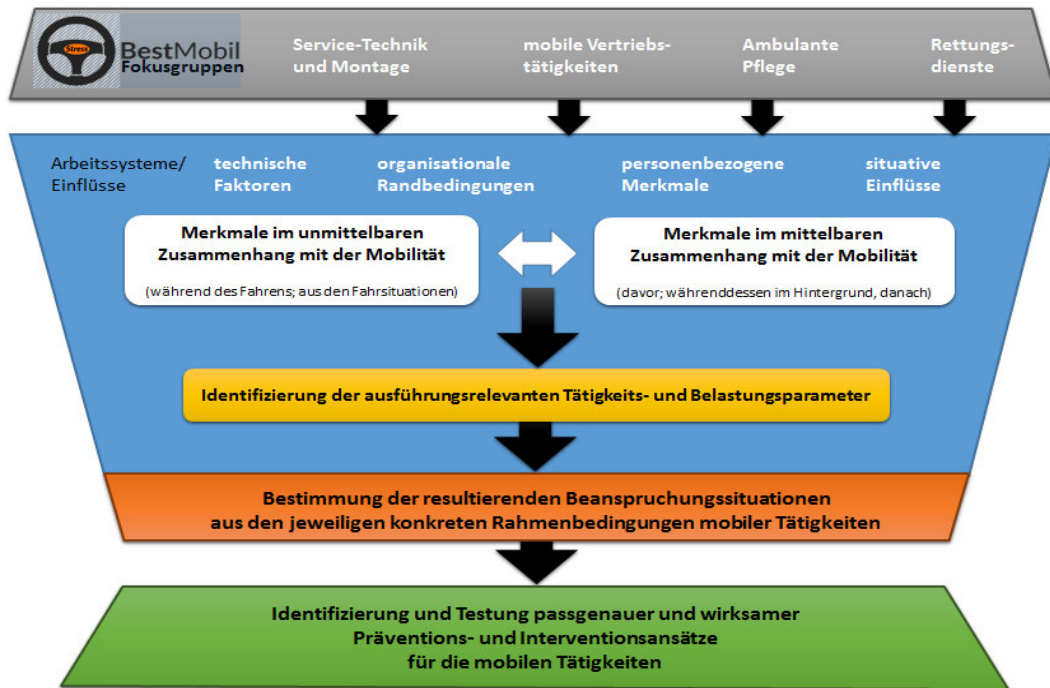 Stress
BestMobil
Fokusgruppen
Service-Technik
und Montage
mobile Vertriebs-
tätigkeiten
Ambulante
Pflege
Rettungs-
dienste
Arbeitssysteme/
Einflüsse
technische
Faktoren
organisationale
Randbedingungen
personenbezogene
Merkmale
situative
Einflüsse
Merkmale im unmittelbaren
Zusammenhang mit der Mobilität
(während des Fahrens; aus den Fahrsituationen)
Merkmale im mittelbaren
Zusammenhang mit der Mobilität
(davor; währenddessen im Hintergrund, danach)
Identifizierung der ausführungsrelevanten Tätigkeits- und Belastungsparameter
Bestimmung der resultierenden Beanspruchungssituationen
aus den jeweiligen konkreten Rahmenbedingungen mobiler Tätigkeiten
Identifizierung und Testung passgenauer und wirksamer
Präventions- und Interventionsansätze
für die mobilen Tätigkeiten